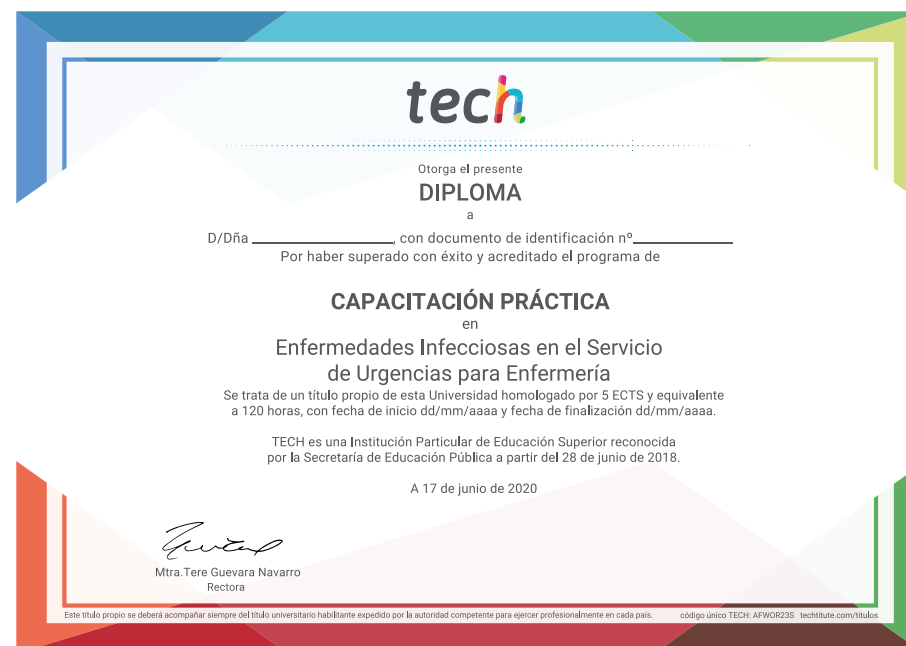 tech
Otorga el presente
DIPLOMA
a
D/Dña ____________________, con documento de identificación nº______________
Por haber superado con éxito y acreditado el programa de
CAPACITACIÓN PRÁCTICA
en
Enfermedades Infecciosas en el Servicio
de Urgencias para Enfermería
Se trata de un título propio de esta Universidad homologado por 5 ECTS y equivalente
a 120 horas, con fecha de inicio dd/mm/aaaa y fecha de finalización dd/mm/aaaa.
TECH es una Institución Particular de Educación Superior reconocida
por la Secretaría de Educación Pública a partir del 28 de junio de 2018.
A 17 de junio de 2020
Mtra.Tere Guevara Navarro
Rectora
Este título propio se deberá acompañar siempre del título universitario habilitante expedido por la autoridad competente para ejercer profesionalmente en cada país. código único TECH: AFWOR23S techtitute.com/titulos